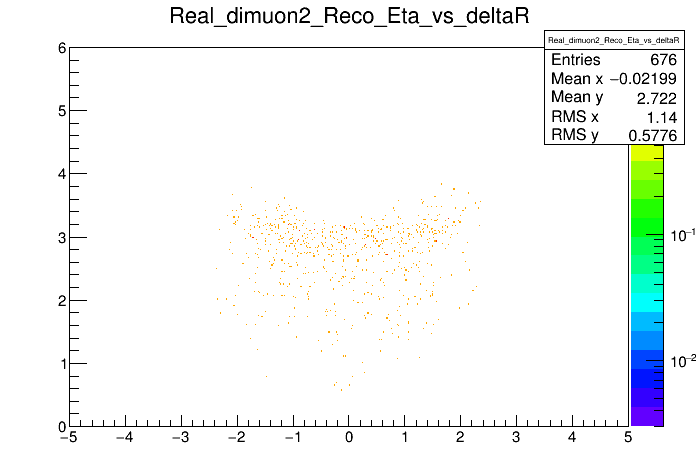 Real_dimuon2_Reco_Eta_vs_deltaR
Real_dimuon2_Reco_Eta_vs_deltaR
Entries 676
Mean x −0.02199
Mean y 2.722
RMS x 1.14
RMS y 0.5776
6
5
4
3
2
1
0
−5 −4 −3 −2 −1 0 1 2 3 4 5
10−1
10−2